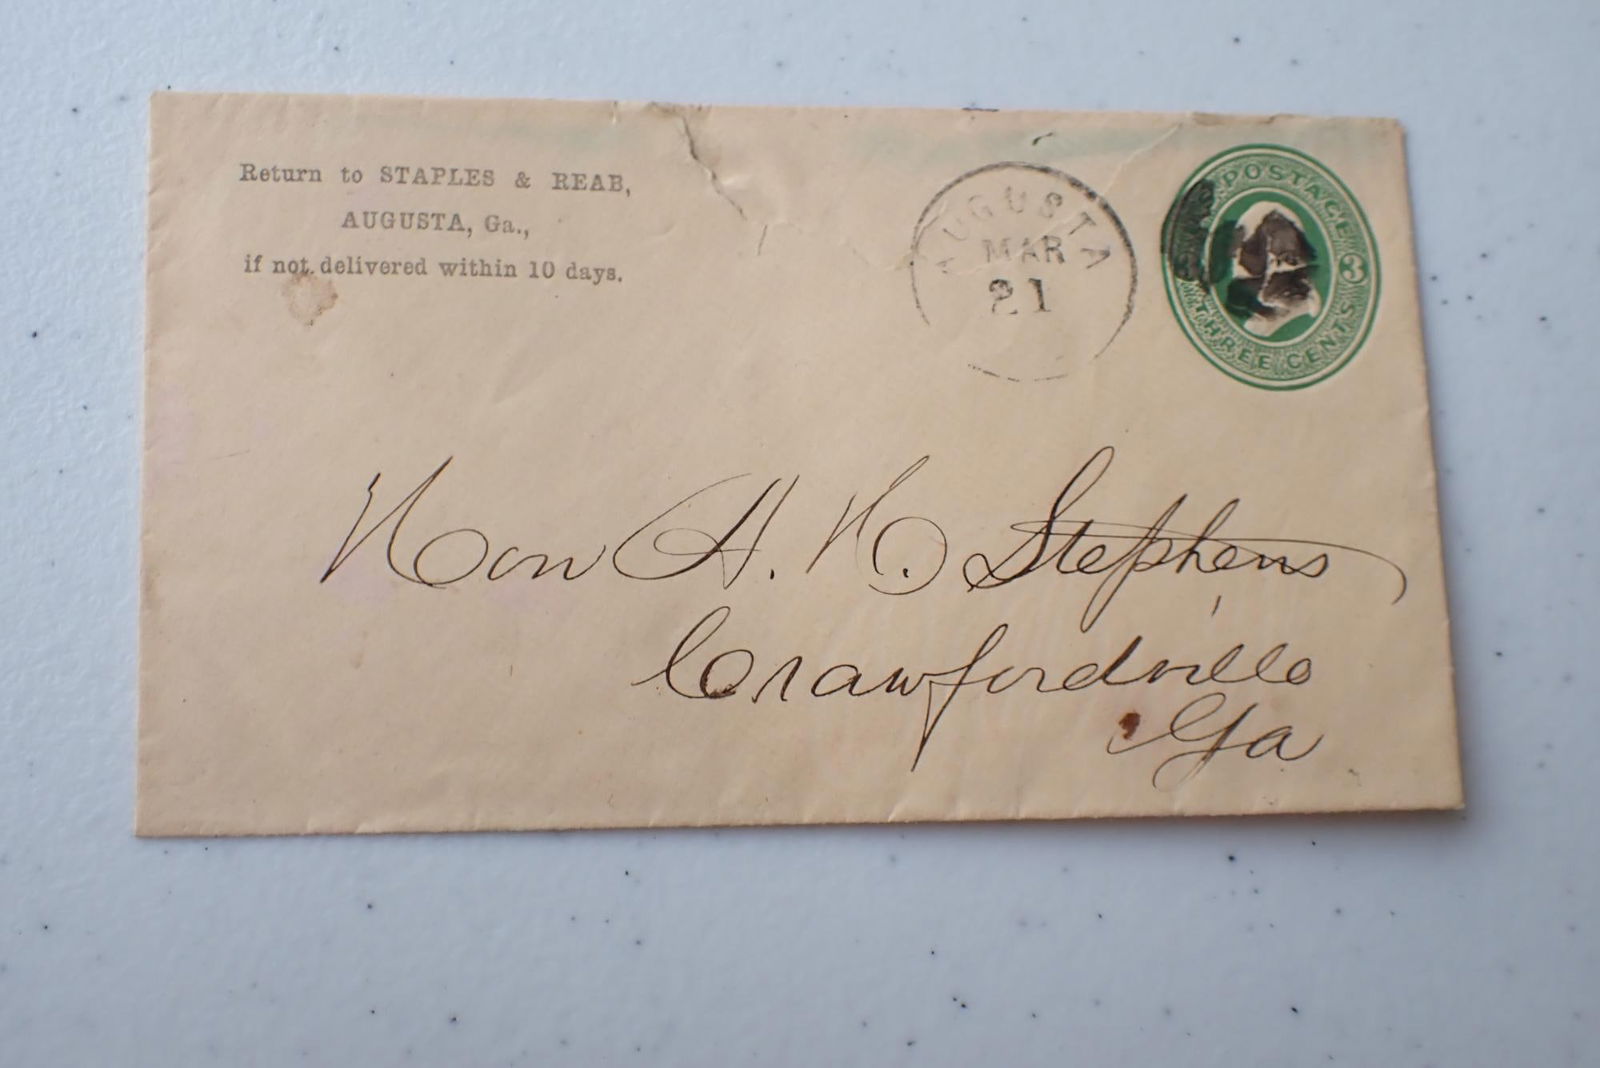 Return to STAPLES & REAB,
AUGUSTA, Ga.,
if not delivered within 10 days.
AUGUSTA
MAR
21
POSTAGE
3
THREE CENTS
Hon A. H. Stephens
Crawfordville
Ga